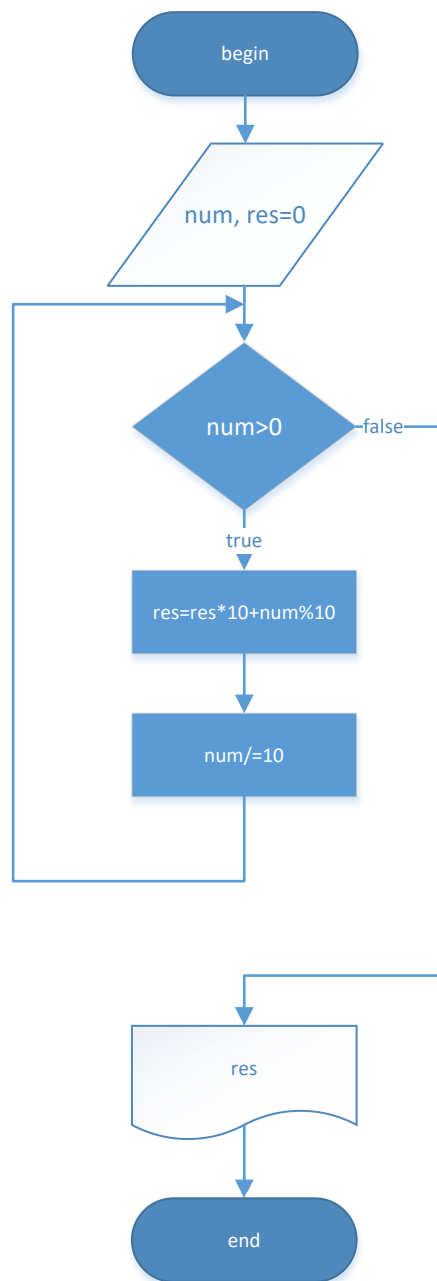 begin
num, res=0
num>0
false
true
res=res*10+num%10
num/=10
res
end